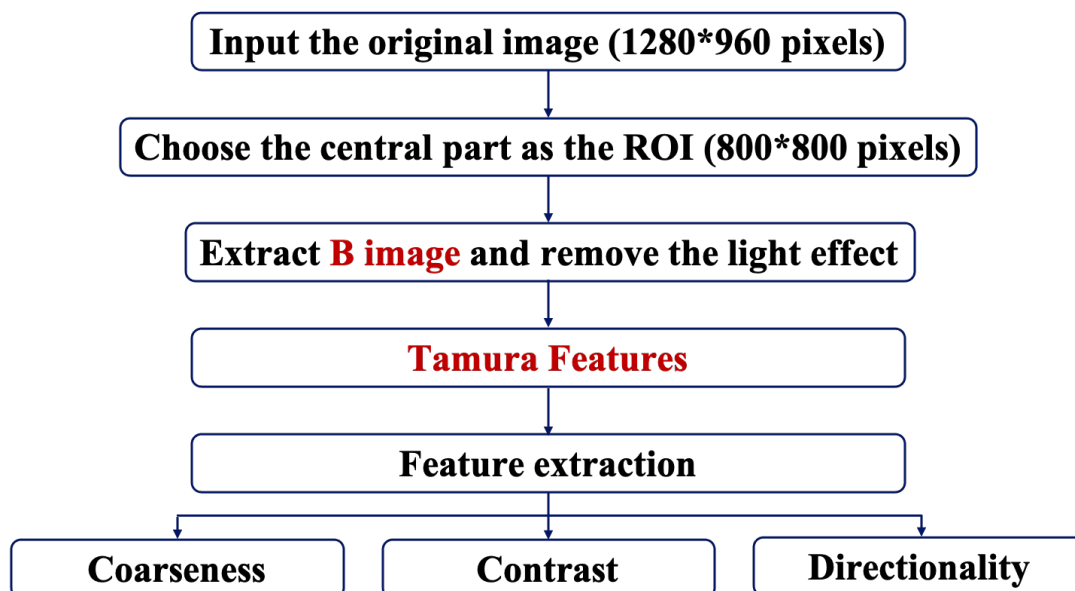 Input the original image (1280*960 pixels)
Choose the central part as the ROI (800*800 pixels)
Extract B image and remove the light effect
Tamura Features
Feature extraction
Coarseness
Contrast
Directionality